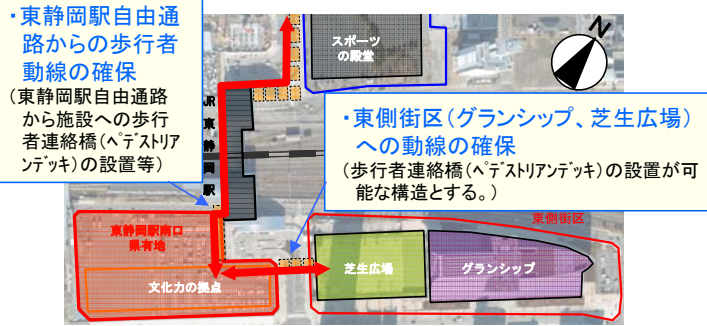 ・東静岡駅自由通
路からの歩行者
動線の確保
(東静岡駅自由通路
から施設への歩行
者連絡橋(ペデストリア
ンデッキ)の設置等)
スポーツ
の殿堂
N
JR
東
静
岡
駅
・東側街区(グランシップ、芝生広場)
への動線の確保
(歩行者連絡橋(ペデストリアンデッキ)の設置が可
能な構造とする。)
東側街区
東静岡駅南口
県有地
文化力の拠点
芝生広場
グランシップ